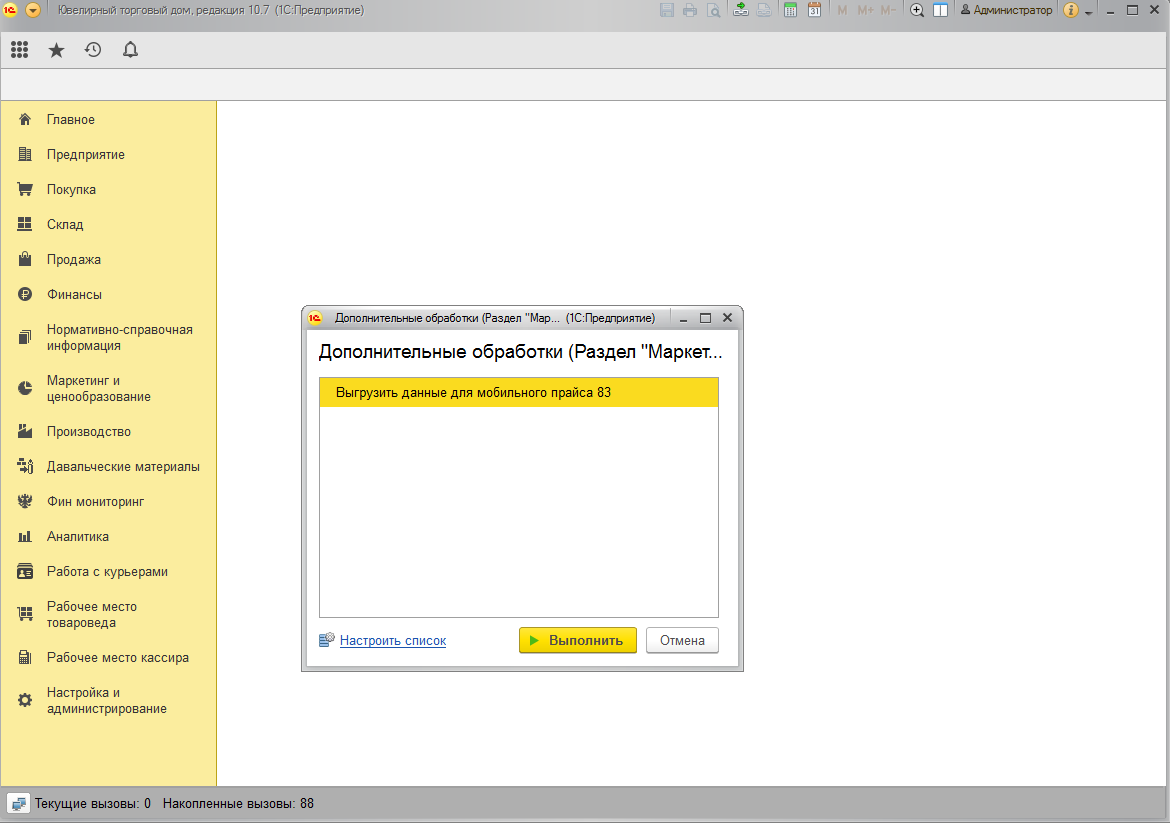 Ювелирный торговый дом, редакция 10.7 (1С:Предприятие)
M M+ M-
Администратор
31
Главное
Предприятие
Покупка
Склад
Продажа
Финансы
Нормативно-справочная
информация
Маркетинг и
ценообразование
Производство
Давальческие материалы
Фин мониторинг
Аналитика
Работа с курьерами
Рабочее место
товароведа
Рабочее место кассира
Настройка и
администрирование
Дополнительные обработки (Раздел "Мар... (1С:Предприятие)
Дополнительные обработки (Раздел "Маркет...
Выгрузить данные для мобильного прайса 83
Настроить список
Выполнить
Отмена
Текущие вызовы: 0 Накопленные вызовы: 88